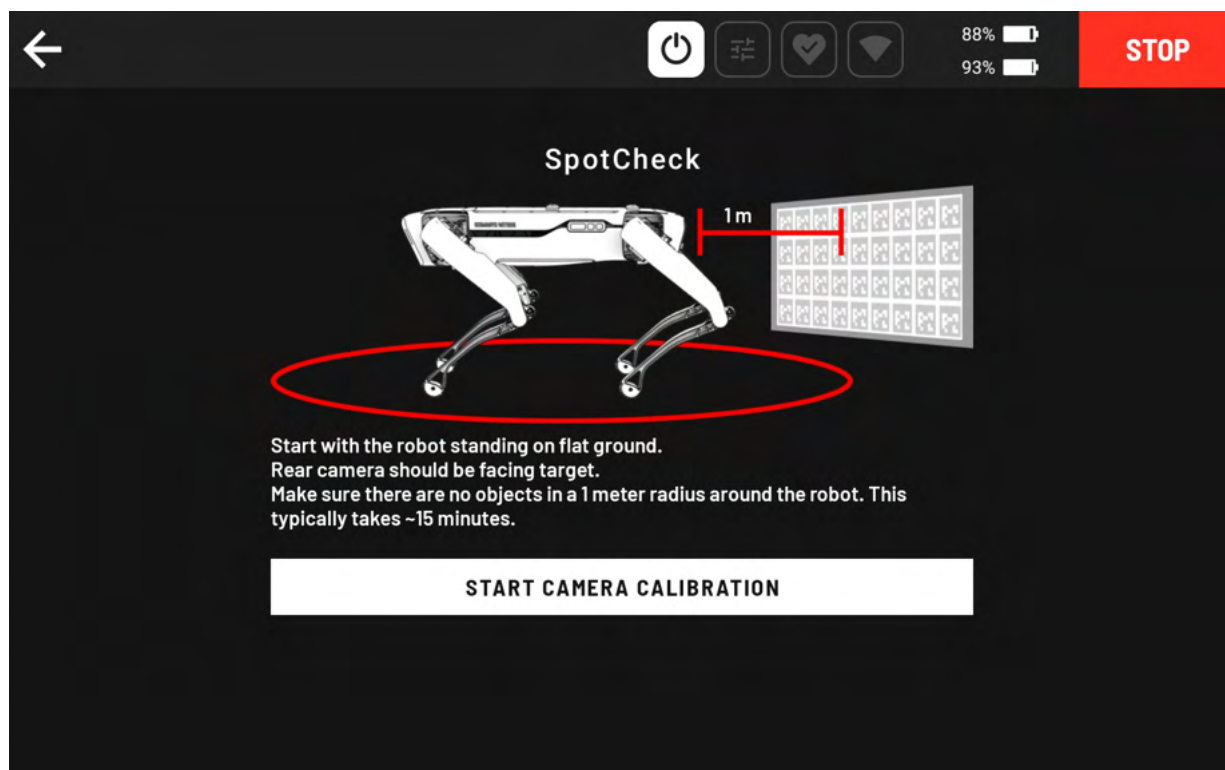 88%
93%
STOP
SpotCheck
1m
Start with the robot standing on flat ground.
Rear camera should be facing target.
Make sure there are no objects in a 1 meter radius around the robot. This
typically takes ~15 minutes.
START CAMERA CALIBRATION